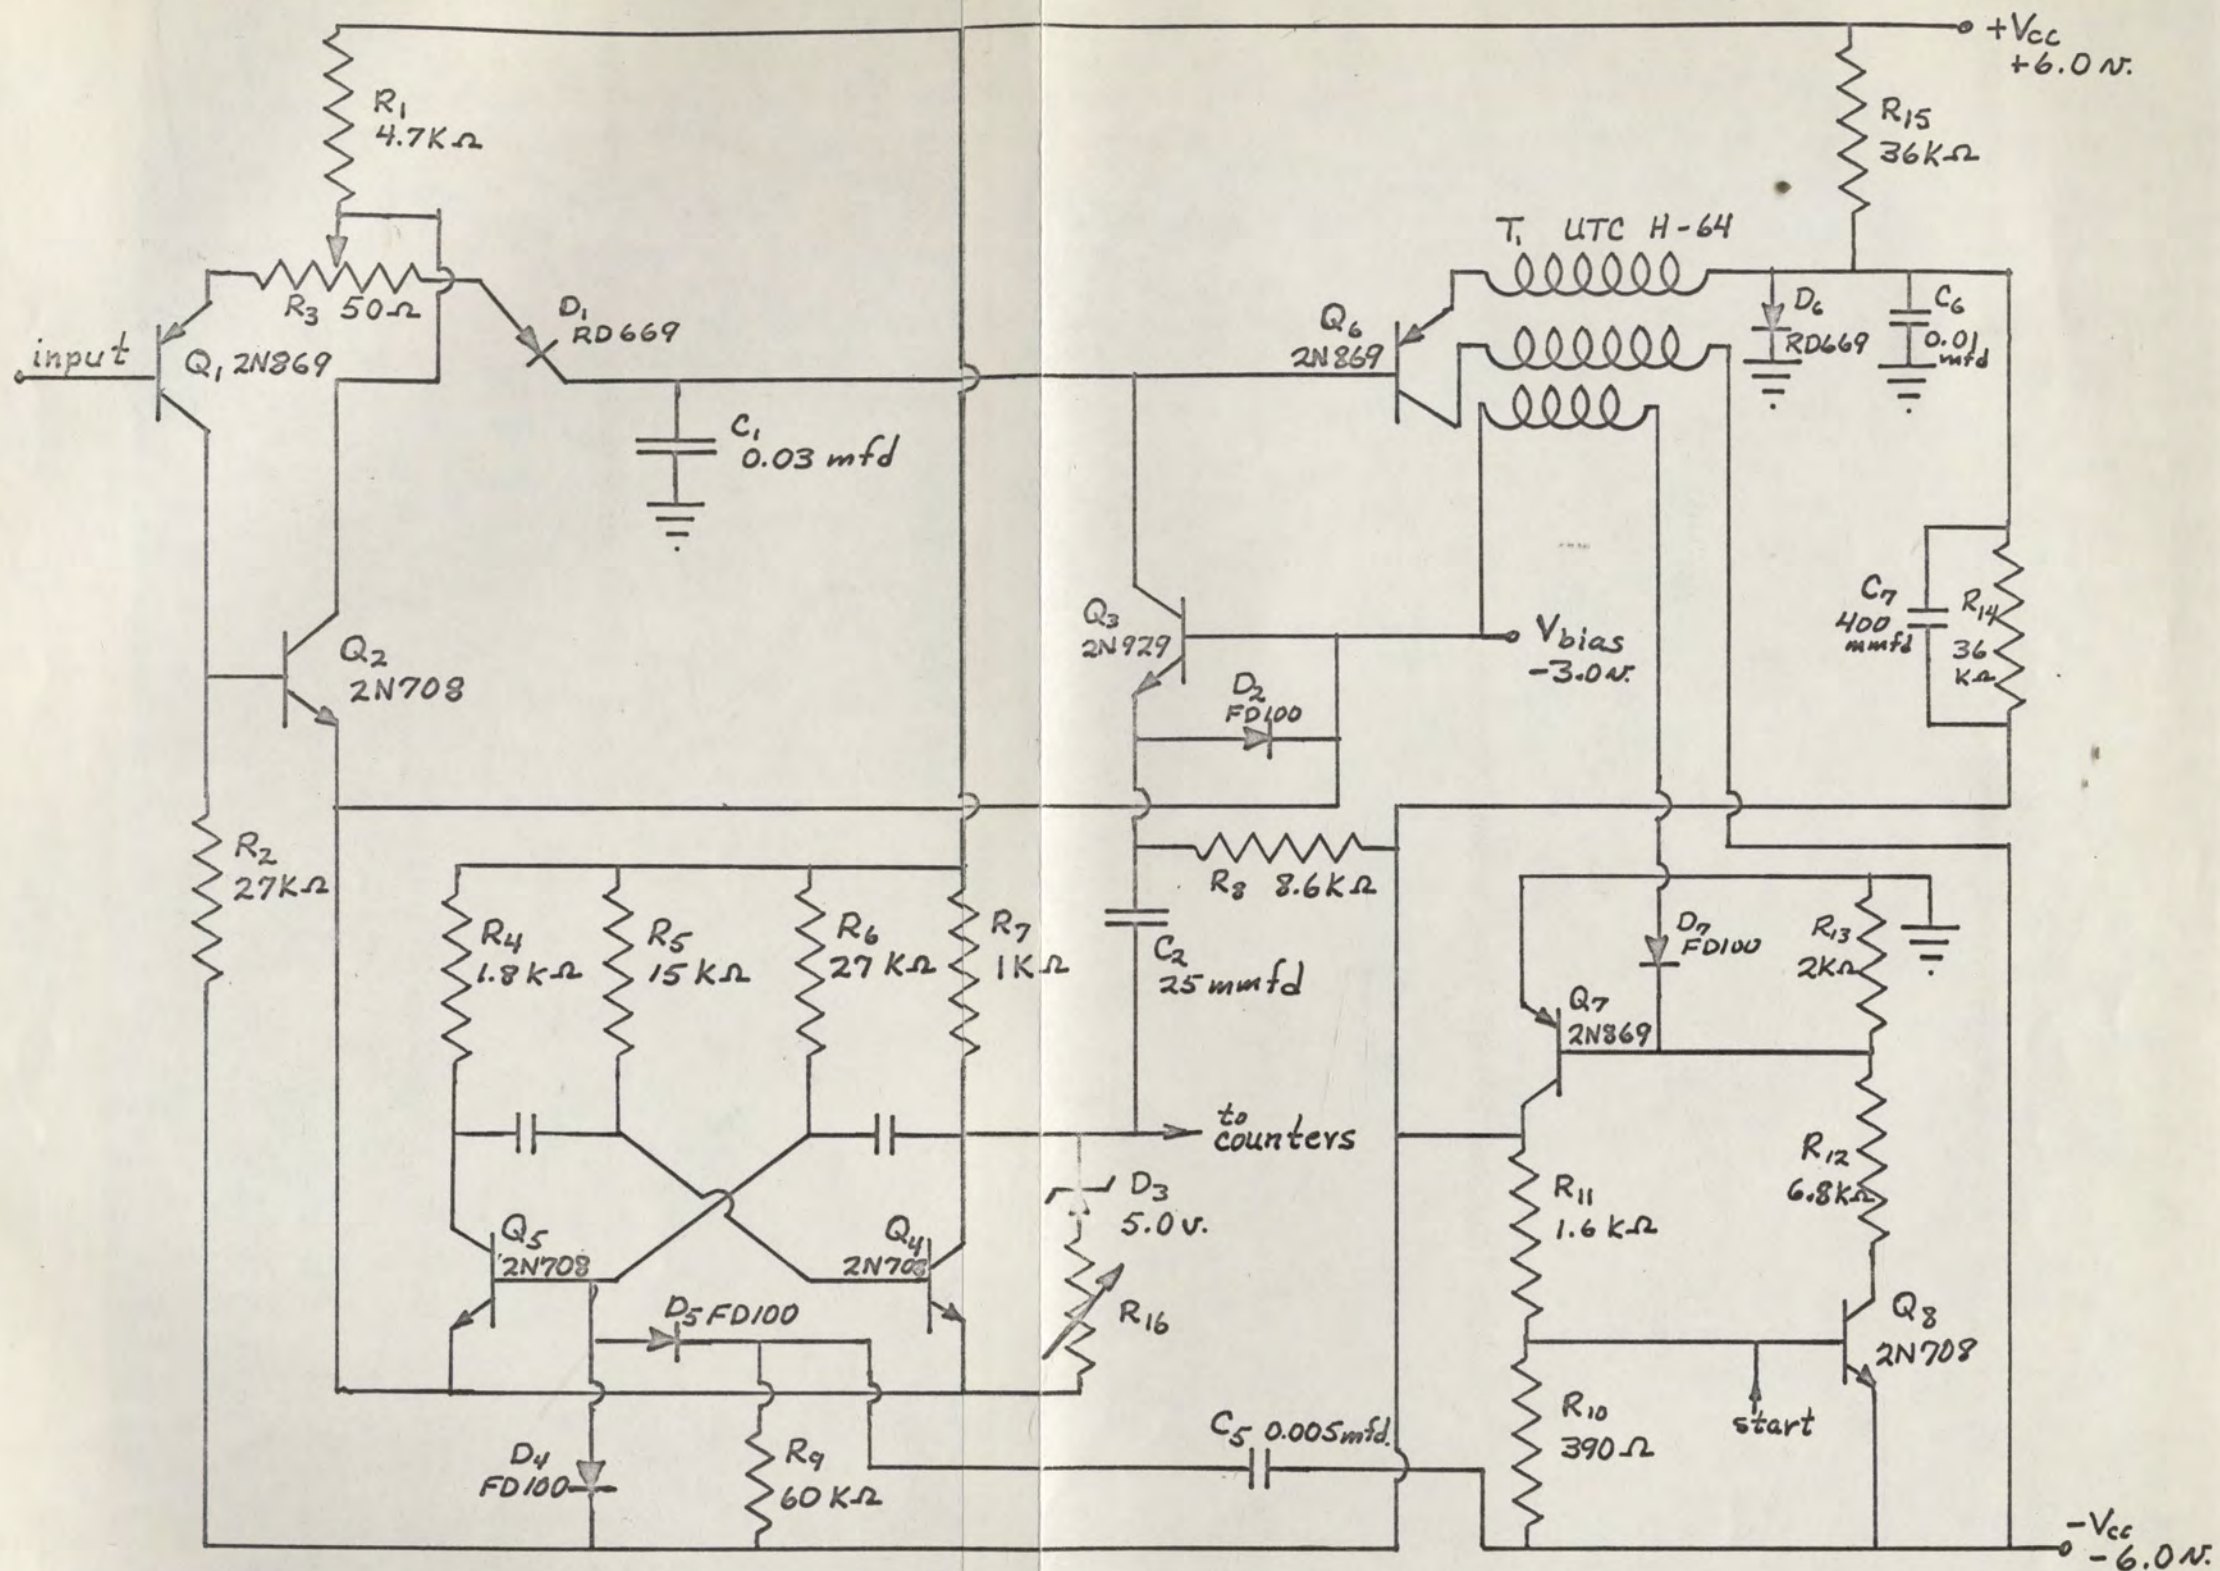 +Vcc
+6.0 v.
R1
4.7KΩ
R15
36KΩ
T1 UTC H-64
R3 50Ω
D1
RD669
input
Q1 2N869
Q6
2N869
D6
RD669
C6
0.01
mfd
C1
0.03 mfd
Q2
2N708
Q3
2N929
Vbias
-3.0 v.
D2
FD100
C7
400
mmfd
R14
36
KΩ
R2
27KΩ
R8 8.6KΩ
R4
1.8KΩ
R5
15KΩ
R6
27KΩ
R7
1KΩ
C2
25 mmfd
D7
FD100
R13
2KΩ
Q7
2N869
to
counters
R12
6.8KΩ
D3
5.0 v.
R11
1.6KΩ
Q5
2N708
Q4
2N708
D5 FD100
R16
Q8
2N708
start
R10
390Ω
C5 0.005mfd.
D4
FD100
R9
60KΩ
-Vcc
-6.0 v.